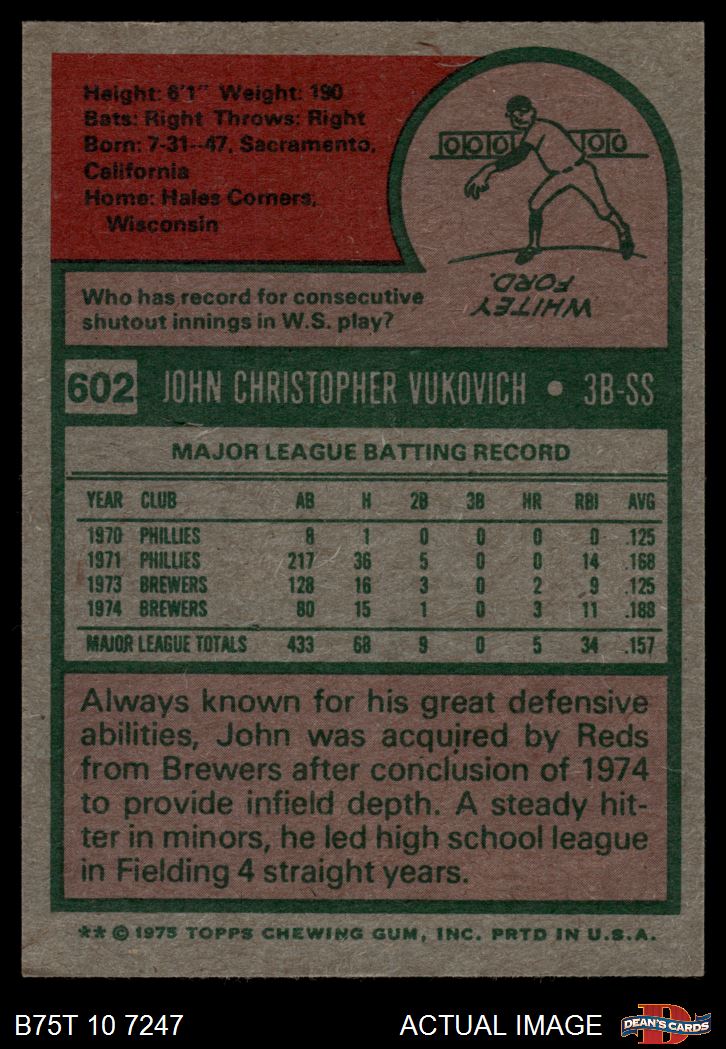 Height: 6'1" Weight: 190
Bats: Right Throws: Right
Born: 7-31--47, Sacramento,
California
Home: Hales Corners,
Wisconsin
Who has record for consecutive
shutout innings in W.S. play?
WHITEY
FORD.
602 JOHN CHRISTOPHER VUKOVICH • 3B-SS
MAJOR LEAGUE BATTING RECORD
YEAR CLUB AB H 2B 3B HR RBI AVG
1970 PHILLIES 8 1 0 0 0 0 .125
1971 PHILLIES 217 36 5 0 0 14 .168
1973 BREWERS 128 16 3 0 2 9 .125
1974 BREWERS 80 15 1 0 3 11 .188
MAJOR LEAGUE TOTALS 433 68 9 0 5 34 .157
Always known for his great defensive
abilities, John was acquired by Reds
from Brewers after conclusion of 1974
to provide infield depth. A steady hit-
ter in minors, he led high school league
in Fielding 4 straight years.
** © 1975 TOPPS CHEWING GUM, INC. PRTD IN U.S.A.
B75T 10 7247 ACTUAL IMAGE DEAN'S CARDS